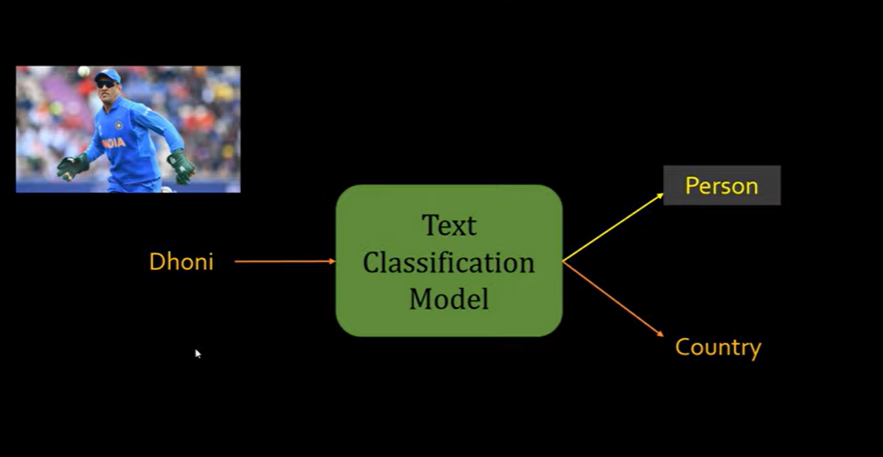 INDIA
Dhoni
Text
Classification
Model
Person
Country